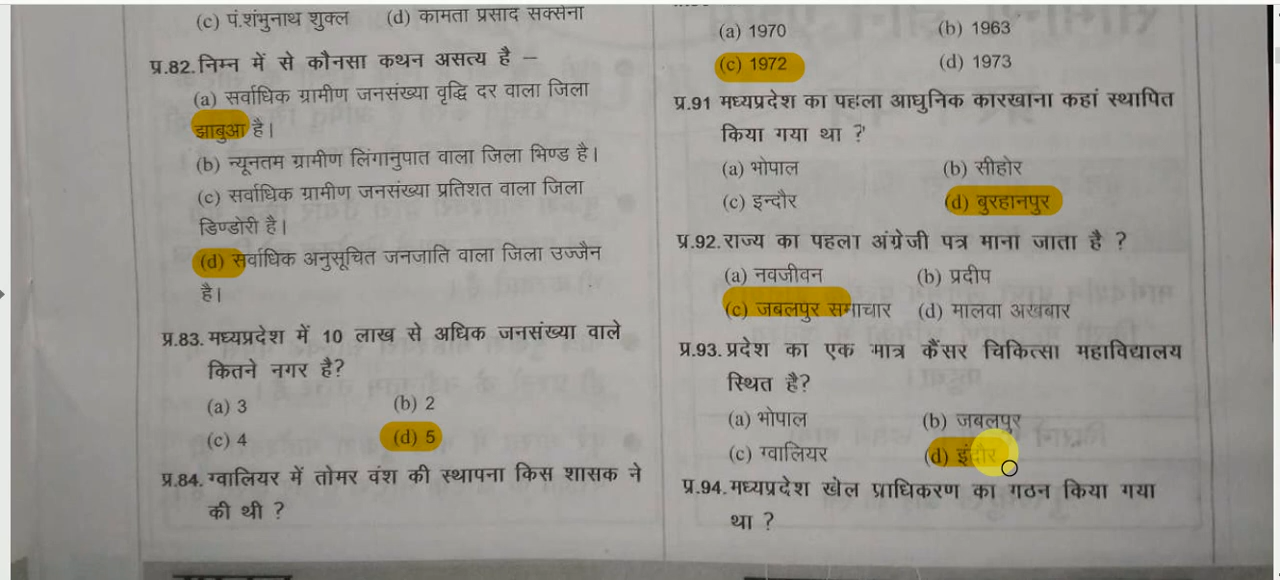 (c) पं.शंभुनाथ शुक्ल (d) कामता प्रसाद सक्सेना
प्र.82. निम्न में से कौनसा कथन असत्य है –
(a) सर्वाधिक ग्रामीण जनसंख्या वृद्धि दर वाला जिला
झाबुआ है।
(b) न्यूनतम ग्रामीण लिंगानुपात वाला जिला भिण्ड है।
(c) सर्वाधिक ग्रामीण जनसंख्या प्रतिशत वाला जिला
डिण्डोरी है।
(d) सर्वाधिक अनुसूचित जनजाति वाला जिला उज्जैन
है।
प्र.83. मध्यप्रदेश में 10 लाख से अधिक जनसंख्या वाले
कितने नगर है?
(a) 3 (b) 2
(c) 4 (d) 5
प्र.84. ग्वालियर में तोमर वंश की स्थापना किस शासक ने
की थी ?
(a) 1970 (b) 1963
(c) 1972 (d) 1973
प्र.91 मध्यप्रदेश का पहला आधुनिक कारखाना कहां स्थापित
किया गया था ?
(a) भोपाल (b) सीहोर
(c) इन्दौर (d) बुरहानपुर
प्र.92. राज्य का पहला अंग्रेजी पत्र माना जाता है ?
(a) नवजीवन (b) प्रदीप
(c) जबलपुर समाचार (d) मालवा अखबार
प्र.93. प्रदेश का एक मात्र कैंसर चिकित्सा महाविद्यालय
स्थित है?
(a) भोपाल (b) जबलपुर
(c) ग्वालियर (d) इंदौर
प्र.94. मध्यप्रदेश खेल प्राधिकरण का गठन किया गया
था ?